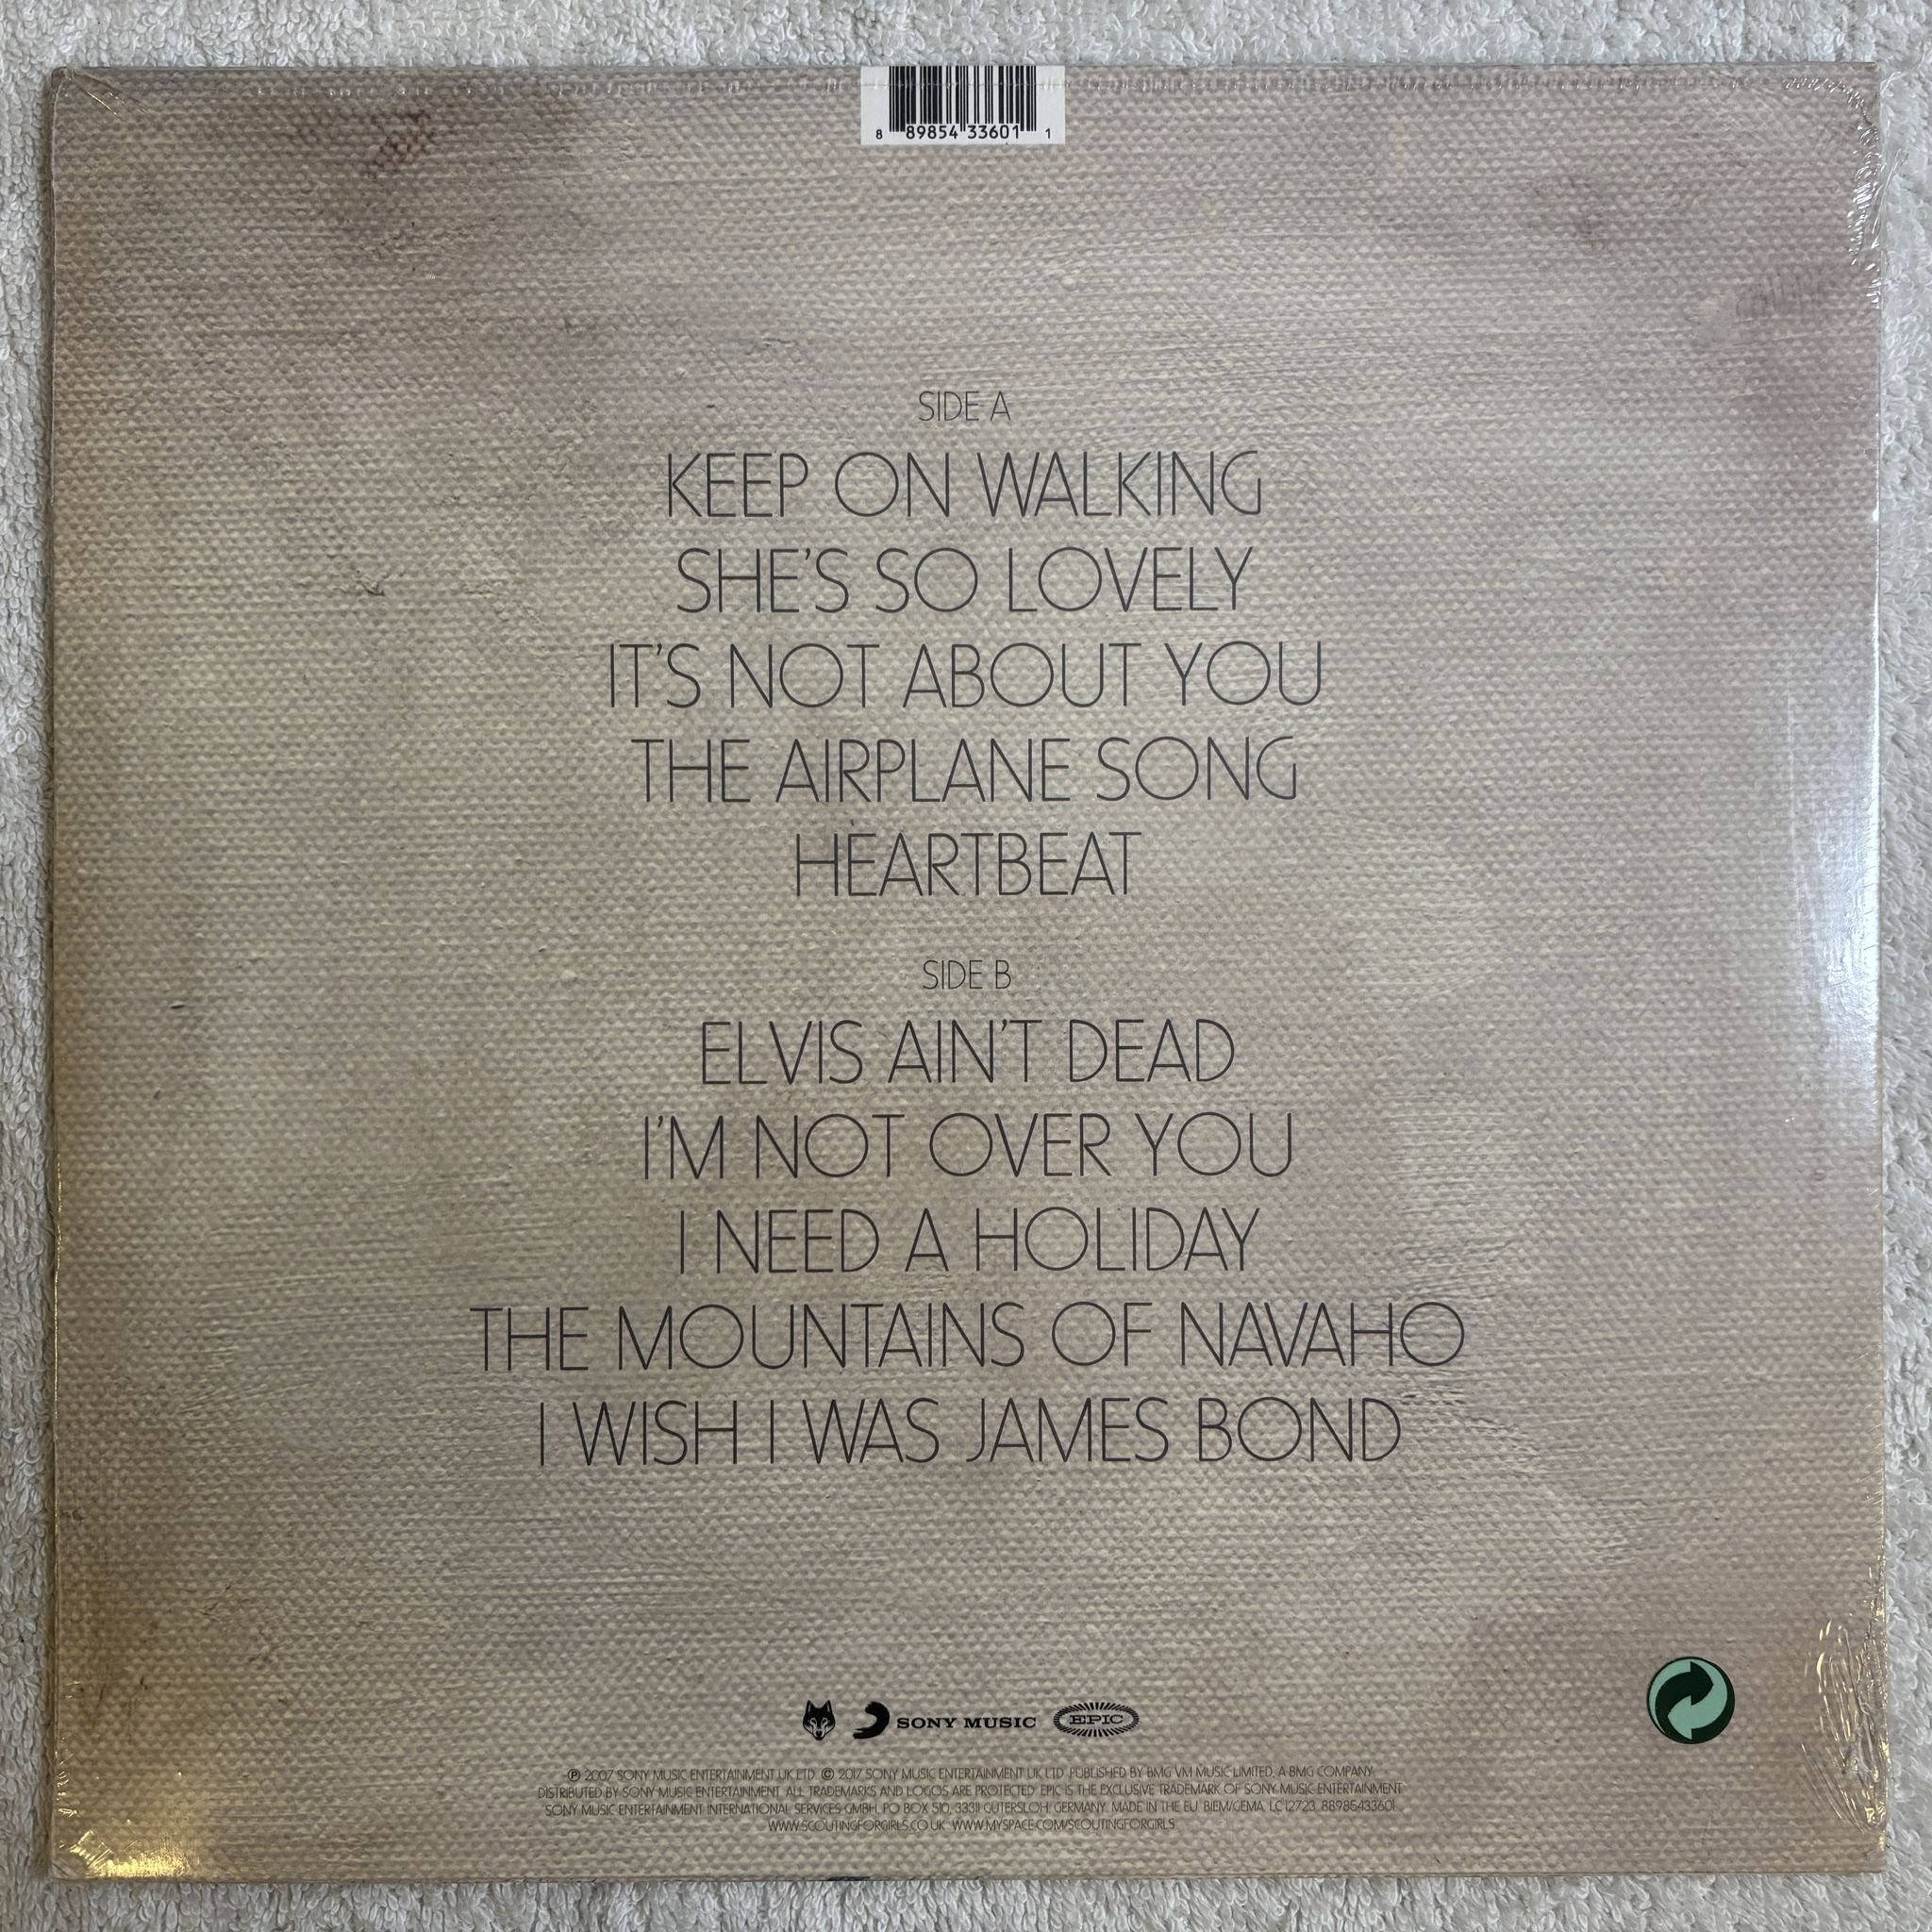 8 89854 33601 1
SIDE A
KEEP ON WALKING
SHE'S SO LOVELY
IT'S NOT ABOUT YOU
THE AIRPLANE SONG
HEARTBEAT
SIDE B
ELVIS AIN'T DEAD
I'M NOT OVER YOU
I NEED A HOLIDAY
THE MOUNTAINS OF NAVAHO
I WISH I WAS JAMES BOND
SONY MUSIC EPIC
℗ 2007 SONY MUSIC ENTERTAINMENT UK LTD. © 2017 SONY MUSIC ENTERTAINMENT UK LTD. PUBLISHED BY BMG VM MUSIC LIMITED, A BMG COMPANY.
DISTRIBUTED BY SONY MUSIC ENTERTAINMENT. ALL TRADEMARKS AND LOGOS ARE PROTECTED. EPIC IS THE EXCLUSIVE TRADEMARK OF SONY MUSIC ENTERTAINMENT.
SONY MUSIC ENTERTAINMENT INTERNATIONAL SERVICES GMBH, PO BOX 510, 33311 GUTERSLOH, GERMANY. MADE IN THE EU. BIEM/GEMA. LC12723. 88985433601
WWW.SCOUTINGFORGIRLS.CO.UK WWW.MYSPACE.COM/SCOUTINGFORGIRLS